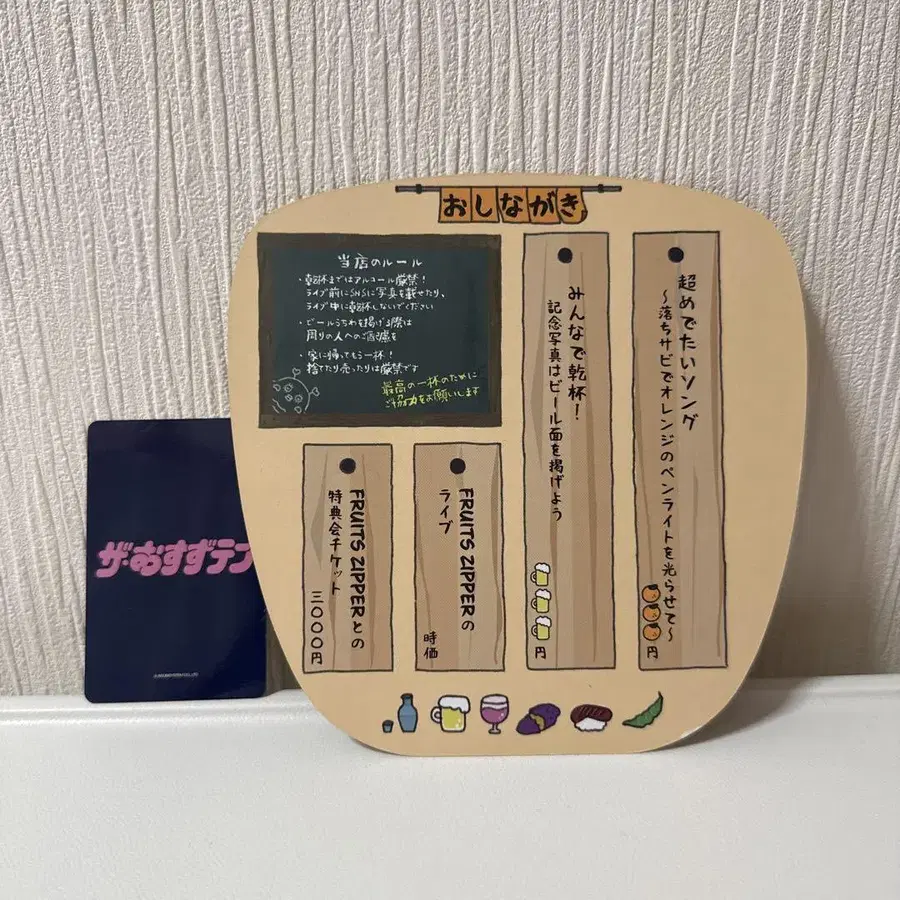 おしながき
当店のルール
・乾杯まではアルコール厳禁！
ライブ前にSNSに写真を載せたり、
ライブ中に乾杯しないでください
・ビールうちわを掲げる際は
周りの人へのご配慮を
・家に帰ってもう一杯！
捨てたり売ったりは厳禁です
最高の一杯のために
ご協力をお願いします
超めでたいソング
〜落ちサビでオレンジのペンライトを光らせて〜
円
みんなで乾杯！
記念写真はビール面を掲げよう
円
FRUITS ZIPPERの
ライブ
時価
FRUITS ZIPPERとの
特典会チケット
三〇〇〇円
ザ・おすすずテ